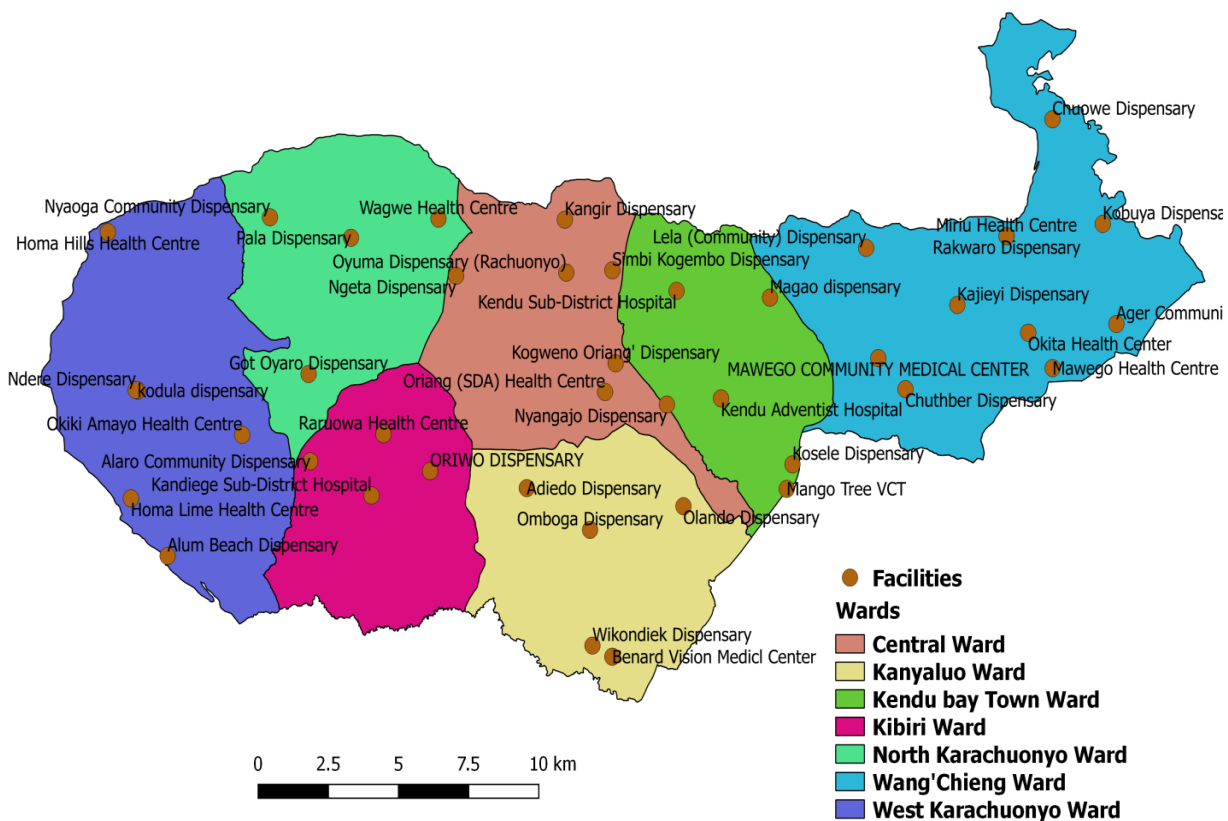 Chuowe Dispensary
Nyaoga Community Dispensary
Wagwe Health Centre
Kangir Dispensary
Kobuya Dispensa
Miriu Health Centre
Homa Hills Health Centre
Pala Dispensary
Lela (Community) Dispensary
Rakwaro Dispensary
Oyuma Dispensary (Rachuonyo)
Simbi Kogembo Dispensary
Ngeta Dispensary
Kendu Sub-District Hospital
Magao dispensary
Kajieyi Dispensary
Ager Communi
Okita Health Center
Got Oyaro Dispensary
Kogweno Oriang' Dispensary
MAWEGO COMMUNITY MEDICAL CENTER
Mawego Health Centre
Ndere Dispensary
kodula dispensary
Oriang (SDA) Health Centre
Chuthber Dispensary
Okiki Amayo Health Centre
Raruowa Health Centre
Nyangajo Dispensary
Kendu Adventist Hospital
Alaro Community Dispensary
ORIWO DISPENSARY
Kosele Dispensary
Kandiege Sub-District Hospital
Adiedo Dispensary
Mango Tree VCT
Homa Lime Health Centre
Omboga Dispensary
Olando Dispensary
Alum Beach Dispensary
Wikondiek Dispensary
Benard Vision Medicl Center
Facilities
Wards
Central Ward
Kanyaluo Ward
Kendu bay Town Ward
Kibiri Ward
North Karachuonyo Ward
Wang'Chieng Ward
West Karachuonyo Ward
0 2.5 5 7.5 10 km